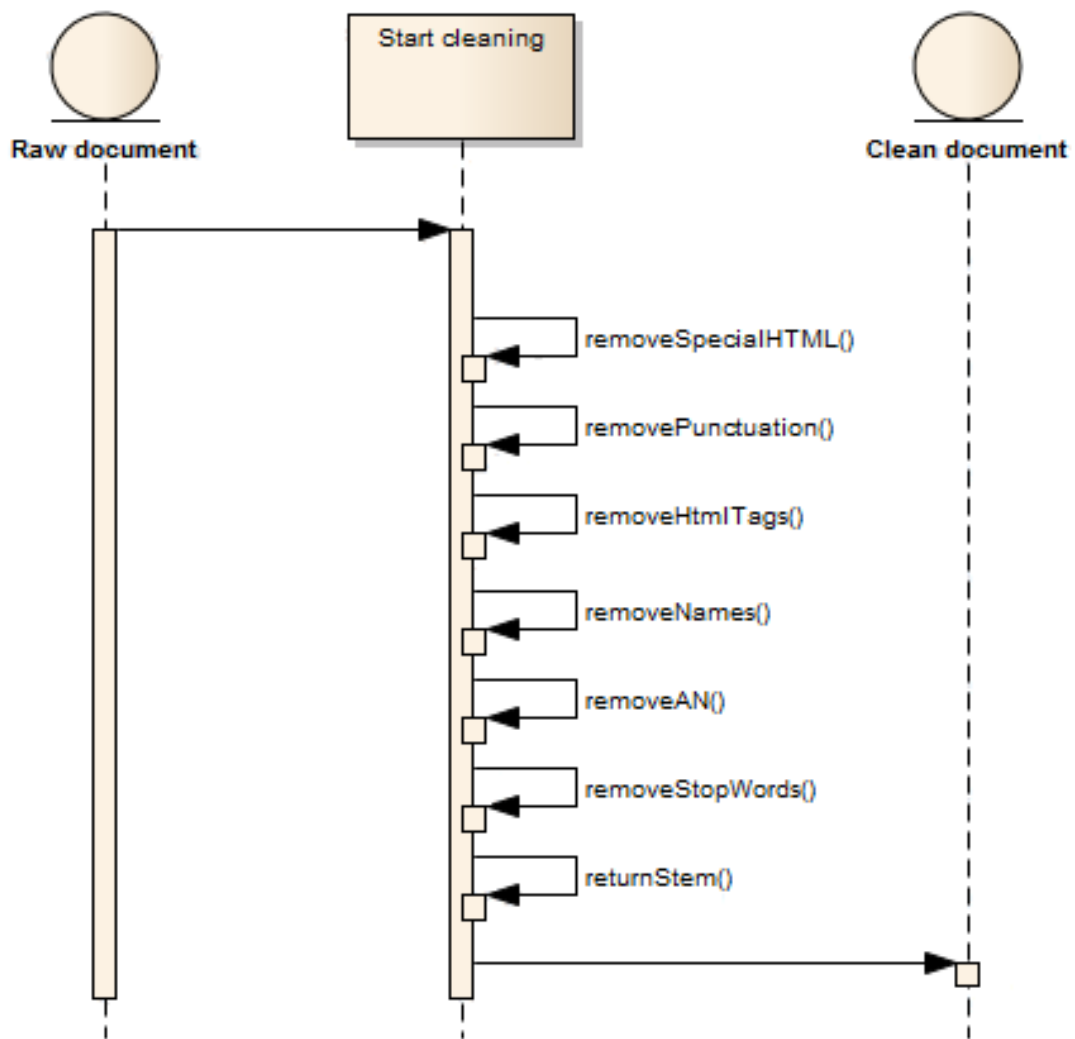 Start cleaning
Raw document
Clean document
removeSpecialHTML()
removePunctuation()
removeHtmlTags()
removeNames()
removeAN()
removeStopWords()
returnStem()